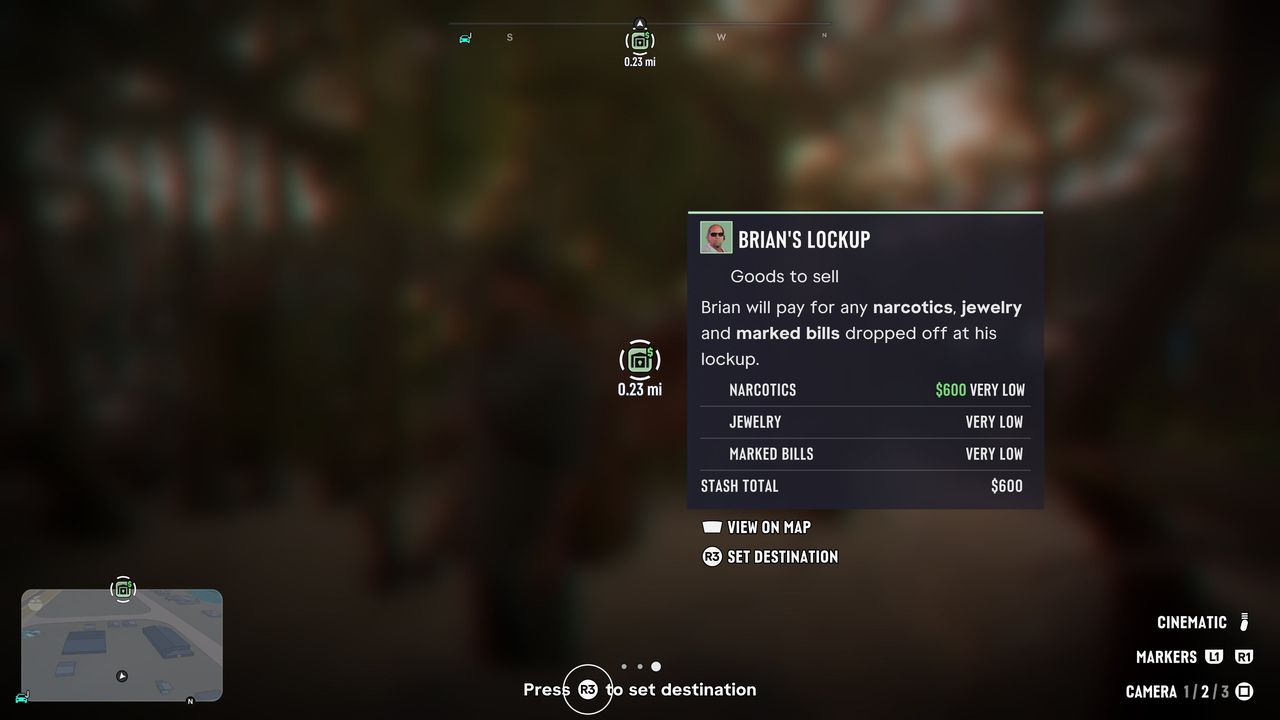 S
W
N
0.23 mi
BRIAN'S LOCKUP
Goods to sell
Brian will pay for any narcotics, jewelry
and marked bills dropped off at his
lockup.
NARCOTICS $600 VERY LOW
JEWELRY VERY LOW
MARKED BILLS VERY LOW
STASH TOTAL $600
0.23 mi
VIEW ON MAP
R3 SET DESTINATION
N
Press R3 to set destination
CINEMATIC
MARKERS L1 R1
CAMERA 1 / 2 / 3